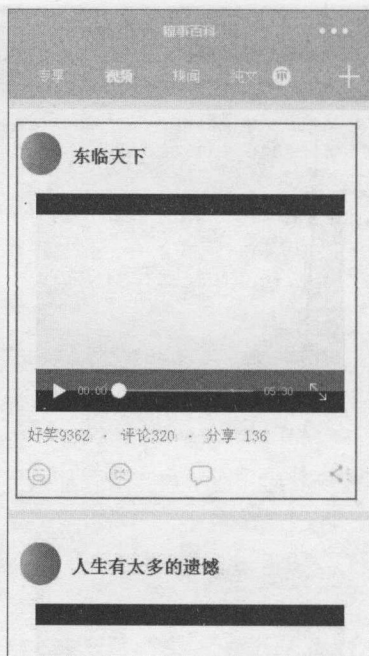 糗事百科
专享 视频 糗闻 纯文
东临天下
00:00 05:30
好笑9362 · 评论320 · 分享 136
人生有太多的遗憾